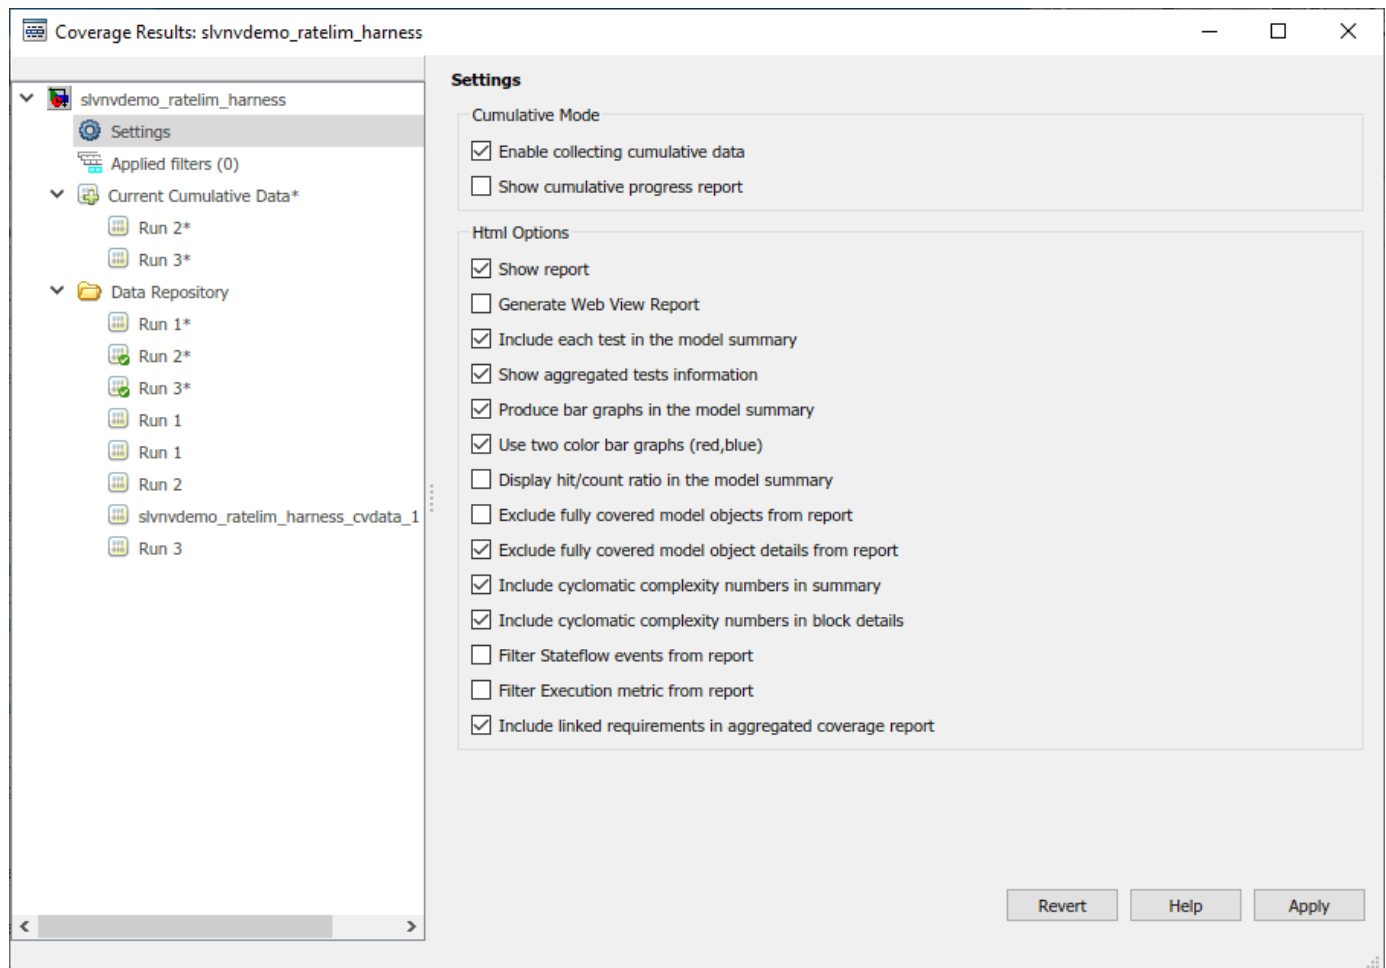 Coverage Results: slvnvdemo_ratelim_harness
slvnvdemo_ratelim_harness
Settings
Applied filters (0)
Current Cumulative Data*
Run 2*
Run 3*
Data Repository
Run 1*
Run 2*
Run 3*
Run 1
Run 1
Run 2
slvnvdemo_ratelim_harness_cvdata_1
Run 3
Settings
Cumulative Mode
Enable collecting cumulative data
Show cumulative progress report
Html Options
Show report
Generate Web View Report
Include each test in the model summary
Show aggregated tests information
Produce bar graphs in the model summary
Use two color bar graphs (red,blue)
Display hit/count ratio in the model summary
Exclude fully covered model objects from report
Exclude fully covered model object details from report
Include cyclomatic complexity numbers in summary
Include cyclomatic complexity numbers in block details
Filter Stateflow events from report
Filter Execution metric from report
Include linked requirements in aggregated coverage report
Revert Help Apply